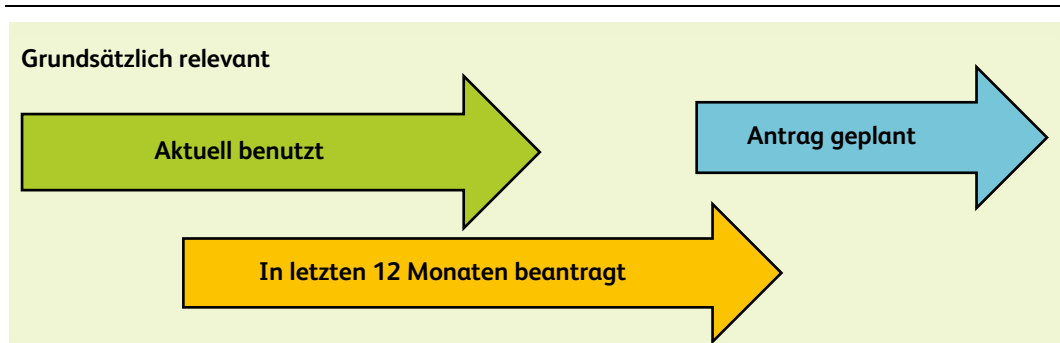 Grundsätzlich relevant
Aktuell benutzt
Antrag geplant
In letzten 12 Monaten beantragt